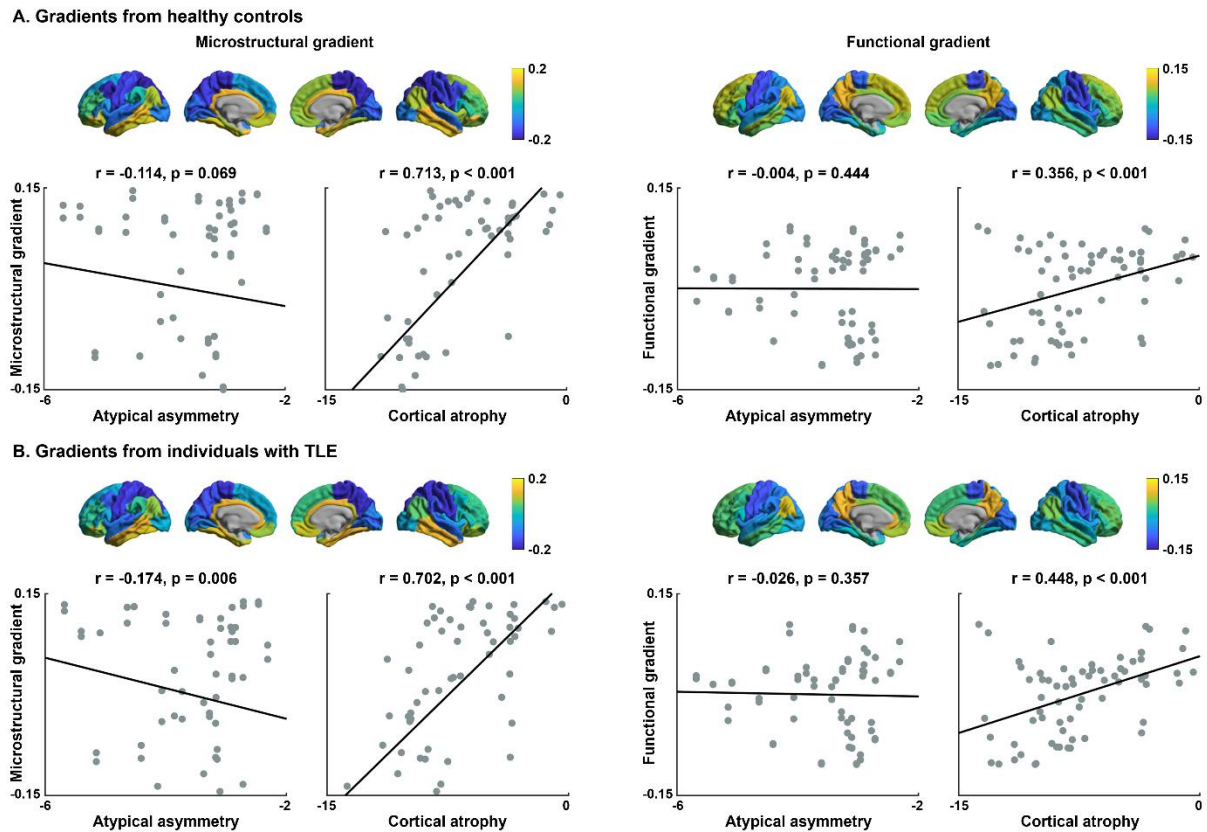 A. Gradients from healthy controls
Microstructural gradient
Functional gradient
0.2
-0.2
0.15
-0.15
r = -0.114, p = 0.069
r = 0.713, p < 0.001
r = -0.004, p = 0.444
r = 0.356, p < 0.001
Microstructural gradient
0.15
-0.15
-6
-2
Atypical asymmetry
-15
0
Cortical atrophy
Functional gradient
0.15
-0.15
-6
-2
Atypical asymmetry
-15
0
Cortical atrophy
B. Gradients from individuals with TLE
0.2
-0.2
0.15
-0.15
r = -0.174, p = 0.006
r = 0.702, p < 0.001
r = -0.026, p = 0.357
r = 0.448, p < 0.001
Microstructural gradient
0.15
-0.15
-6
-2
Atypical asymmetry
-15
0
Cortical atrophy
Functional gradient
0.15
-0.15
-6
-2
Atypical asymmetry
-15
0
Cortical atrophy